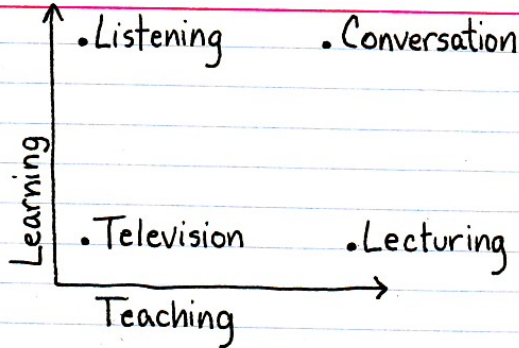 Listening
Conversation
Learning
Television
Lecturing
Teaching